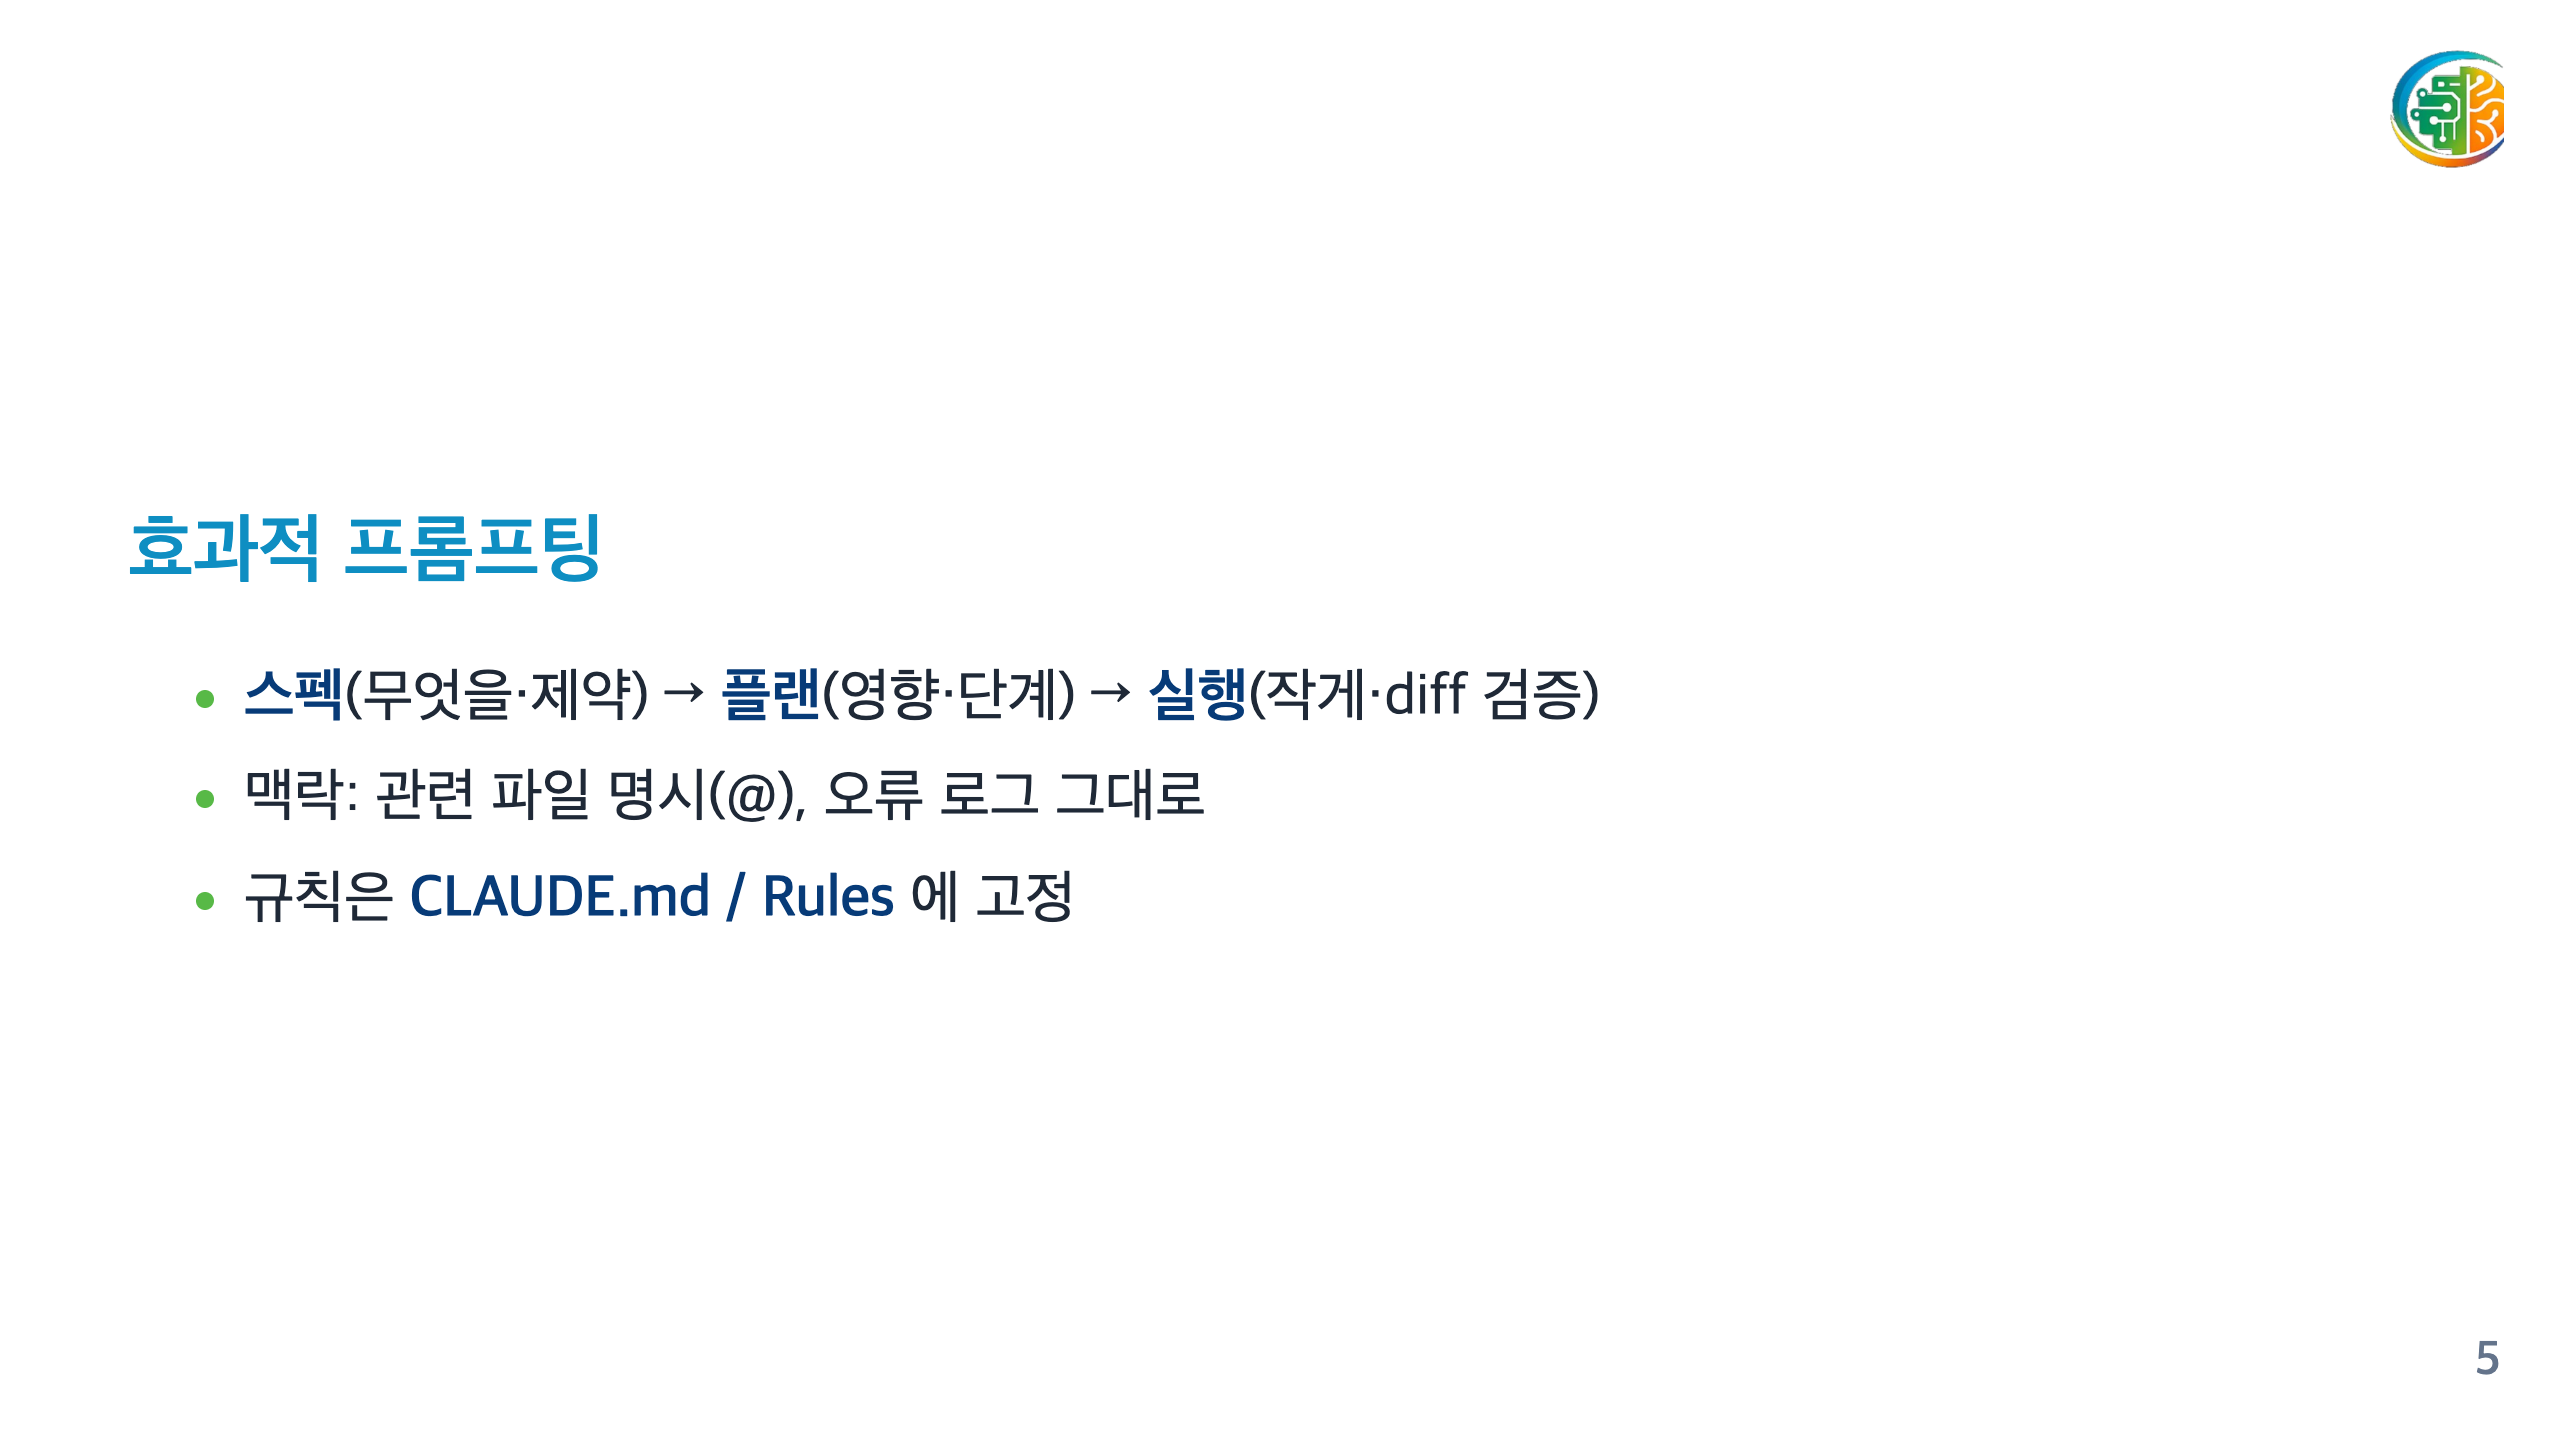 효과적 프롬프팅
• 스펙(무엇을·제약) → 플랜(영향·단계) → 실행(작게·diff 검증)
• 맥락: 관련 파일 명시(@), 오류 로그 그대로
• 규칙은 CLAUDE.md / Rules 에 고정
5